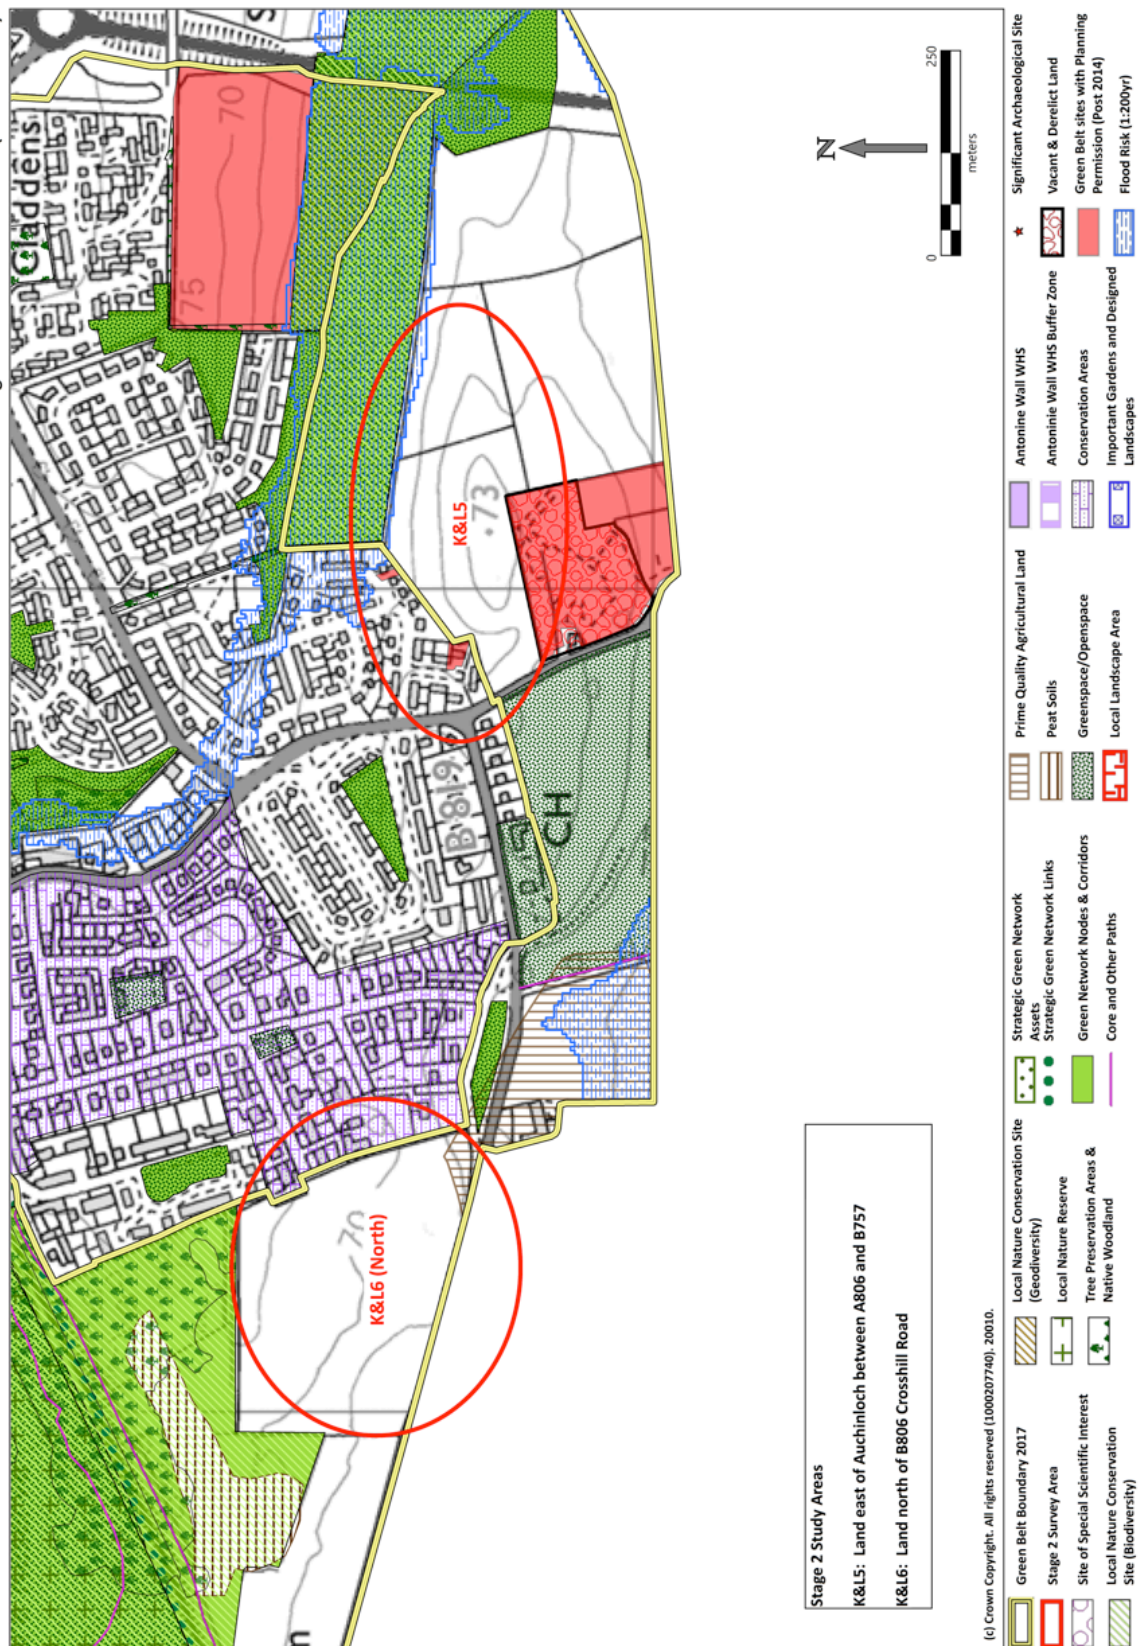 Claddens
S
75
70
K&L5
.73
B 819
CH
K&L6 (North)
70
n
N
0
250
meters
Stage 2 Study Areas
K&L5: Land east of Auchinloch between A806 and B757
K&L6: Land north of B806 Crosshill Road
(c) Crown Copyright. All rights reserved (1000207740). 20010.
Green Belt Boundary 2017
Stage 2 Survey Area
Site of Special Scientific Interest
Local Nature Conservation
Site (Biodiversity)
Local Nature Conservation Site
(Geodiversity)
Local Nature Reserve
Tree Preservation Areas &
Native Woodland
Strategic Green Network
Assets
Strategic Green Network Links
Green Network Nodes & Corridors
Core and Other Paths
Prime Quality Agricultural Land
Peat Soils
Greenspace/Openspace
Local Landscape Area
Antonine Wall WHS
Antoninie Wall WHS Buffer Zone
Conservation Areas
Important Gardens and Designed
Landscapes
Significant Archaeological Site
Vacant & Derelict Land
Green Belt sites with Planning
Permission (Post 2014)
Flood Risk (1:200yr)